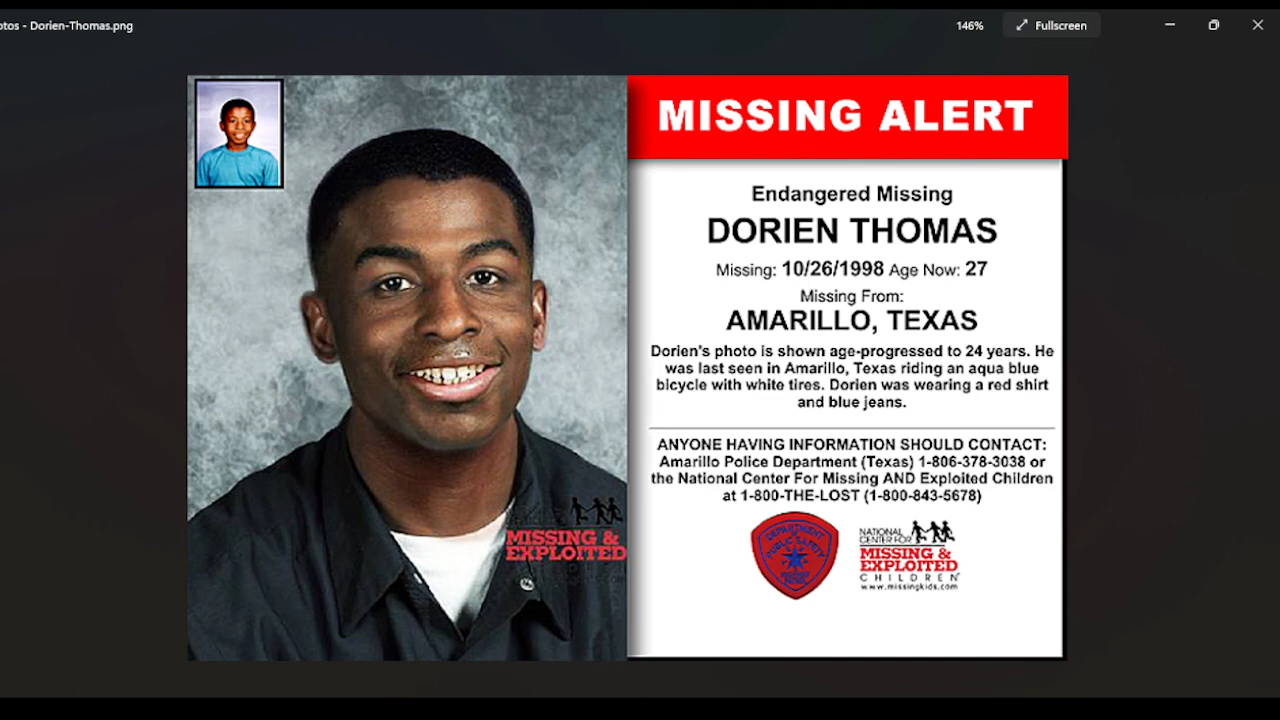 otos - Dorien-Thomas.png
146%
Fullscreen
MISSING ALERT
Endangered Missing
DORIEN THOMAS
Missing: 10/26/1998 Age Now: 27
Missing From:
AMARILLO, TEXAS
Dorien's photo is shown age-progressed to 24 years. He
was last seen in Amarillo, Texas riding an aqua blue
bicycle with white tires. Dorien was wearing a red shirt
and blue jeans.
ANYONE HAVING INFORMATION SHOULD CONTACT:
Amarillo Police Department (Texas) 1-806-378-3038 or
the National Center For Missing AND Exploited Children
at 1-800-THE-LOST (1-800-843-5678)
MISSING &
EXPLOITED
DEPARTMENT
PUBLIC SAFETY
NATIONAL
CENTER FOR
MISSING &
EXPLOITED
CHILDREN
www.missingkids.com